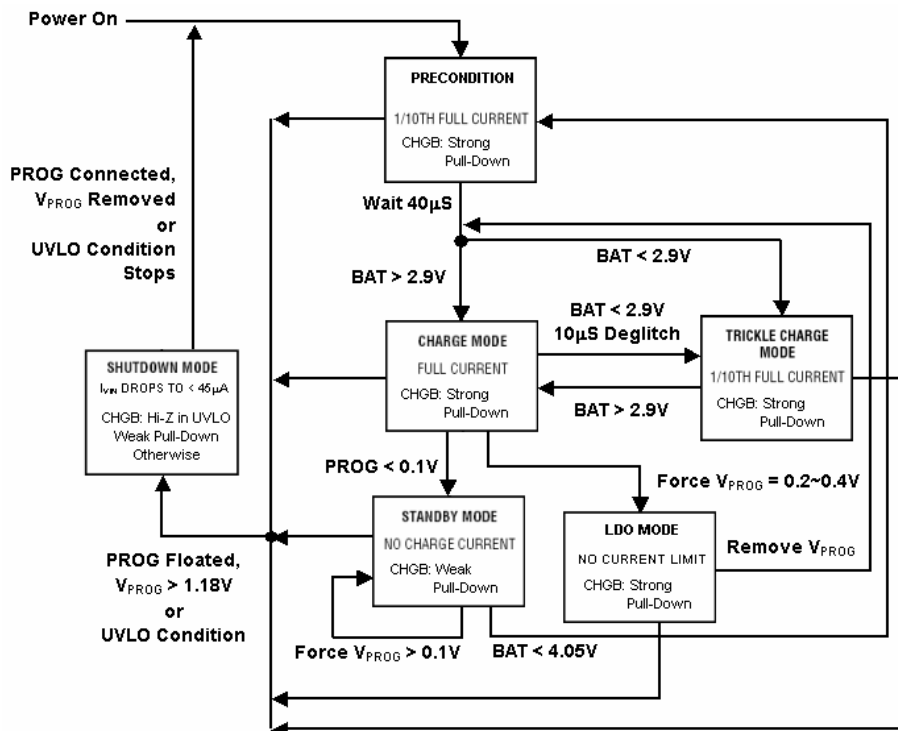 Power On
PRECONDITION
1/10TH FULL CURRENT
CHGB: Strong
Pull-Down
PROG Connected,
VPROG Removed
or
UVLO Condition
Stops
Wait 40µS
BAT < 2.9V
BAT > 2.9V
BAT < 2.9V
10µS Deglitch
CHARGE MODE
FULL CURRENT
CHGB: Strong
Pull-Down
TRICKLE CHARGE
MODE
1/10TH FULL CURRENT
CHGB: Strong
Pull-Down
SHUTDOWN MODE
IVIN DROPS TO < 45µA
CHGB: Hi-Z in UVLO
Weak Pull-Down
Otherwise
BAT > 2.9V
PROG < 0.1V
Force VPROG = 0.2~0.4V
STANDBY MODE
NO CHARGE CURRENT
CHGB: Weak
Pull-Down
LDO MODE
NO CURRENT LIMIT
CHGB: Strong
Pull-Down
Remove VPROG
PROG Floated,
VPROG > 1.18V
or
UVLO Condition
Force VPROG > 0.1V
BAT < 4.05V